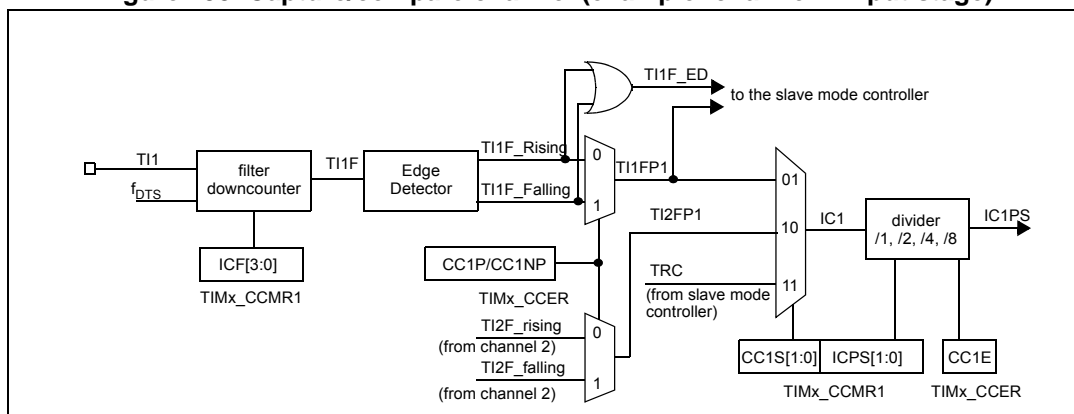 TI1F_ED
to the slave mode controller
TI1F_Rising
0
TI1
filter
downcounter
TI1F
Edge
Detector
TI1FP1
01
fDTS
TI1F_Falling
1
TI2FP1
10
IC1
divider
/1, /2, /4, /8
IC1PS
ICF[3:0]
TIMx_CCMR1
CC1P/CC1NP
TIMx_CCER
TRC
11
(from slave mode
controller)
TI2F_rising
0
(from channel 2)
TI2F_falling
1
(from channel 2)
CC1S[1:0]
ICPS[1:0]
CC1E
TIMx_CCMR1
TIMx_CCER